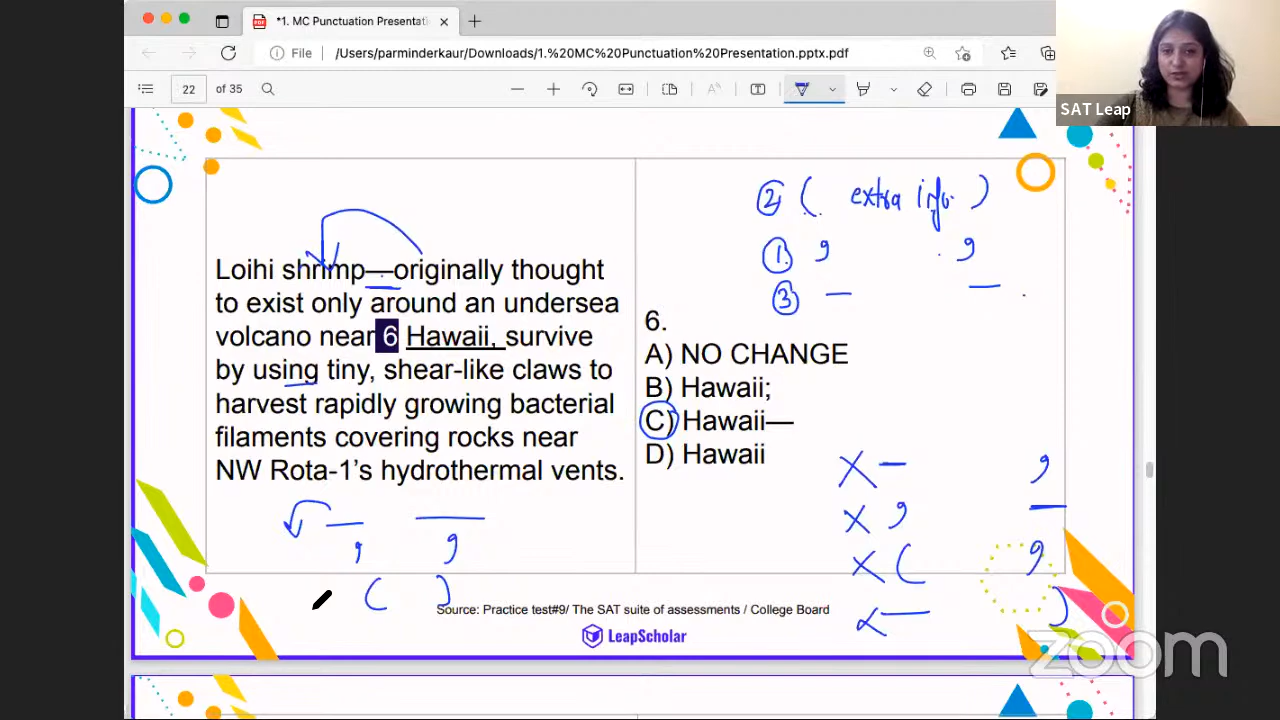 *1. MC Punctuation Presentati
File /Users/parminderkaur/Downloads/1.%20MC%20Punctuation%20Presentation.pptx.pdf
22 of 35
SAT Leap
Loihi shrimp—originally thought
to exist only around an undersea
volcano near 6 Hawaii, survive
by using tiny, shear-like claws to
harvest rapidly growing bacterial
filaments covering rocks near
NW Rota-1’s hydrothermal vents.
② ( extra info. )
① , ,
③ — —
6.
A) NO CHANGE
B) Hawaii;
C) Hawaii—
D) Hawaii
X — ,
X , —
X ( ,
X — )
— —
, ,
( )
Source: Practice test#9/ The SAT suite of assessments / College Board
LeapScholar
zoom